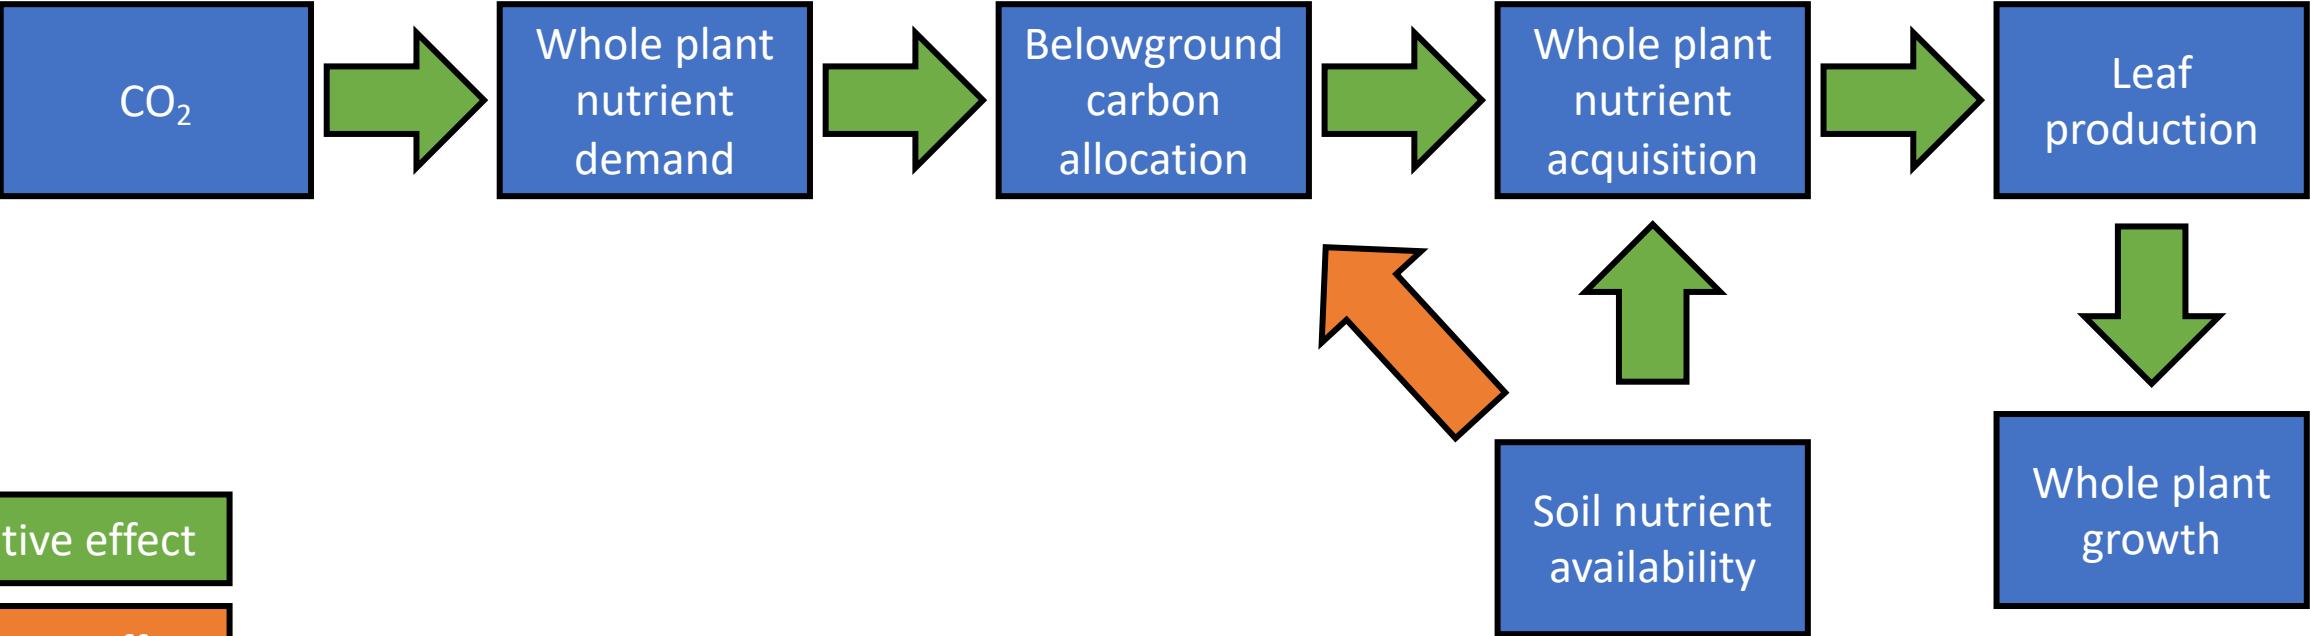 CO₂
Whole plant
nutrient
demand
Belowground
carbon
allocation
Whole plant
nutrient
acquisition
Leaf
production
Soil nutrient
availability
Whole plant
growth
tive effect